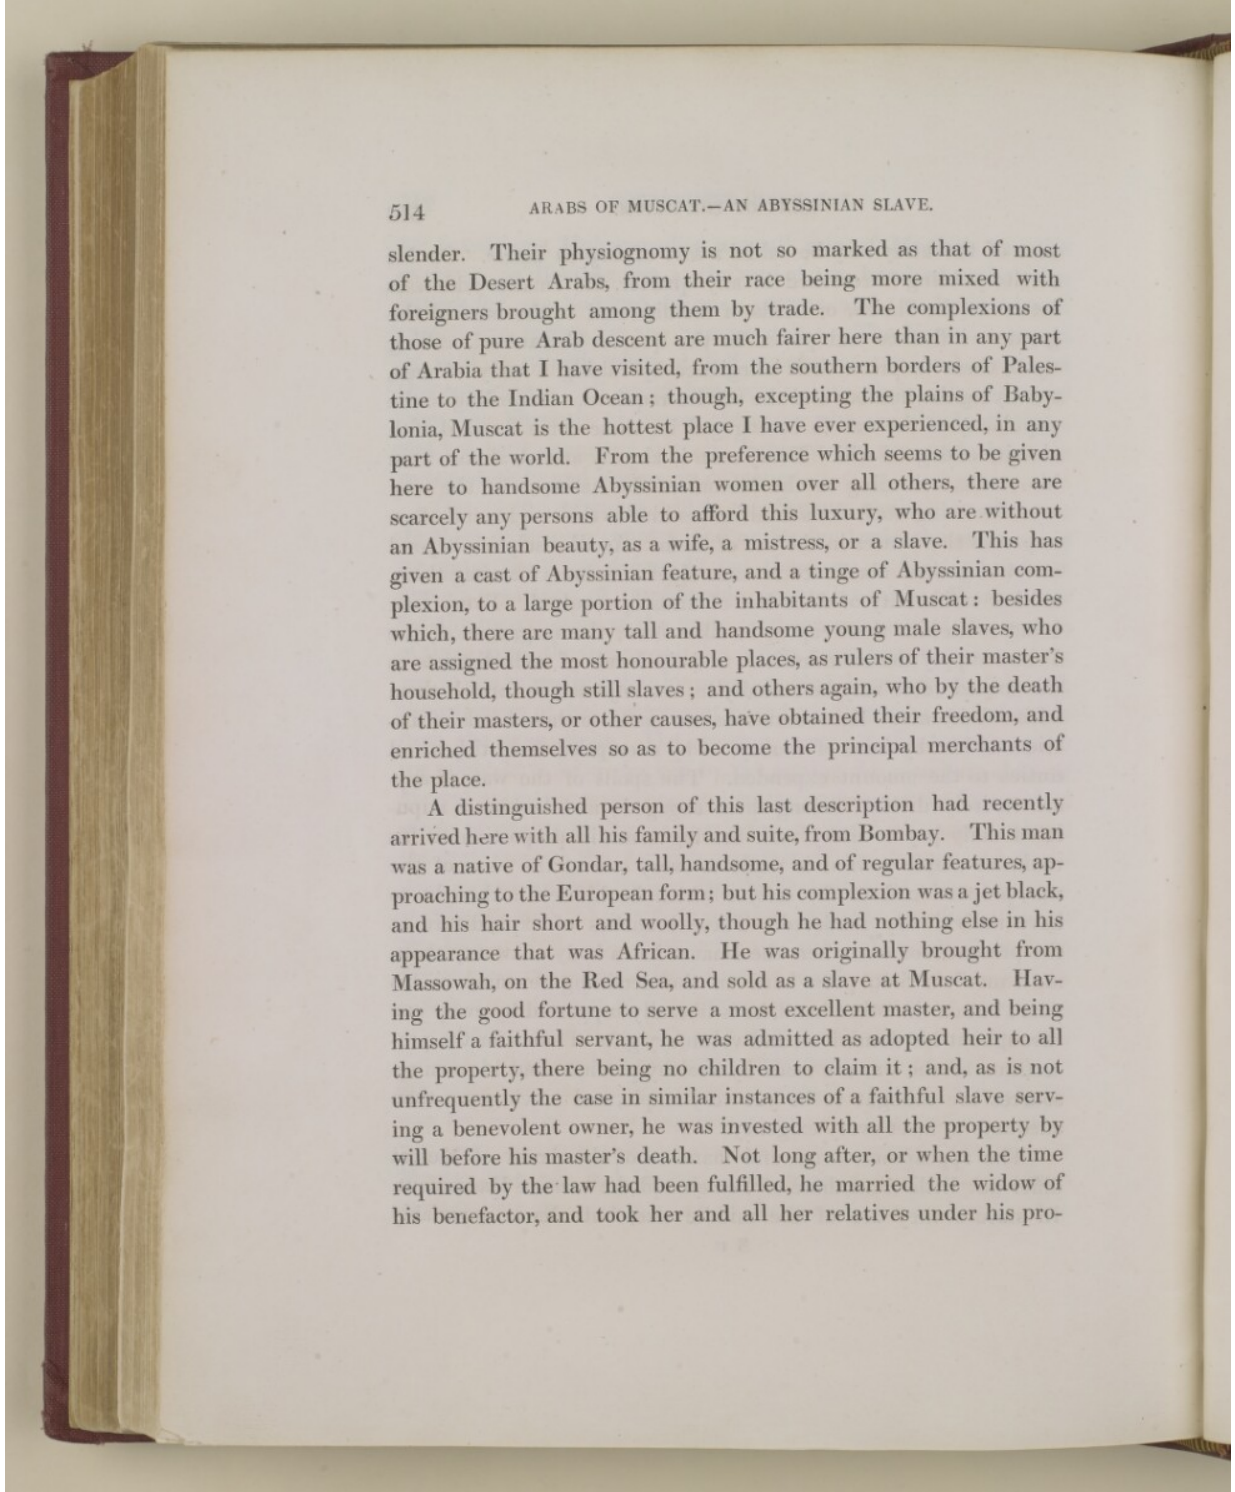 514 ARABS OF MUSCAT.—AN ABYSSINIAN SLAVE.
slender. Their physiognomy is not so marked as that of most
of the Desert Arabs, from their race being more mixed with
foreigners brought among them by trade. The complexions of
those of pure Arab descent are much fairer here than in any part
of Arabia that I have visited, from the southern borders of Pales-
tine to the Indian Ocean; though, excepting the plains of Baby-
lonia, Muscat is the hottest place I have ever experienced, in any
part of the world. From the preference which seems to be given
here to handsome Abyssinian women over all others, there are
scarcely any persons able to afford this luxury, who are without
an Abyssinian beauty, as a wife, a mistress, or a slave. This has
given a cast of Abyssinian feature, and a tinge of Abyssinian com-
plexion, to a large portion of the inhabitants of Muscat: besides
which, there are many tall and handsome young male slaves, who
are assigned the most honourable places, as rulers of their master's
household, though still slaves; and others again, who by the death
of their masters, or other causes, have obtained their freedom, and
enriched themselves so as to become the principal merchants of
the place.
A distinguished person of this last description had recently
arrived here with all his family and suite, from Bombay. This man
was a native of Gondar, tall, handsome, and of regular features, ap-
proaching to the European form; but his complexion was a jet black,
and his hair short and woolly, though he had nothing else in his
appearance that was African. He was originally brought from
Massowah, on the Red Sea, and sold as a slave at Muscat. Hav-
ing the good fortune to serve a most excellent master, and being
himself a faithful servant, he was admitted as adopted heir to all
the property, there being no children to claim it; and, as is not
unfrequently the case in similar instances of a faithful slave serv-
ing a benevolent owner, he was invested with all the property by
will before his master's death. Not long after, or when the time
required by the law had been fulfilled, he married the widow of
his benefactor, and took her and all her relatives under his pro-